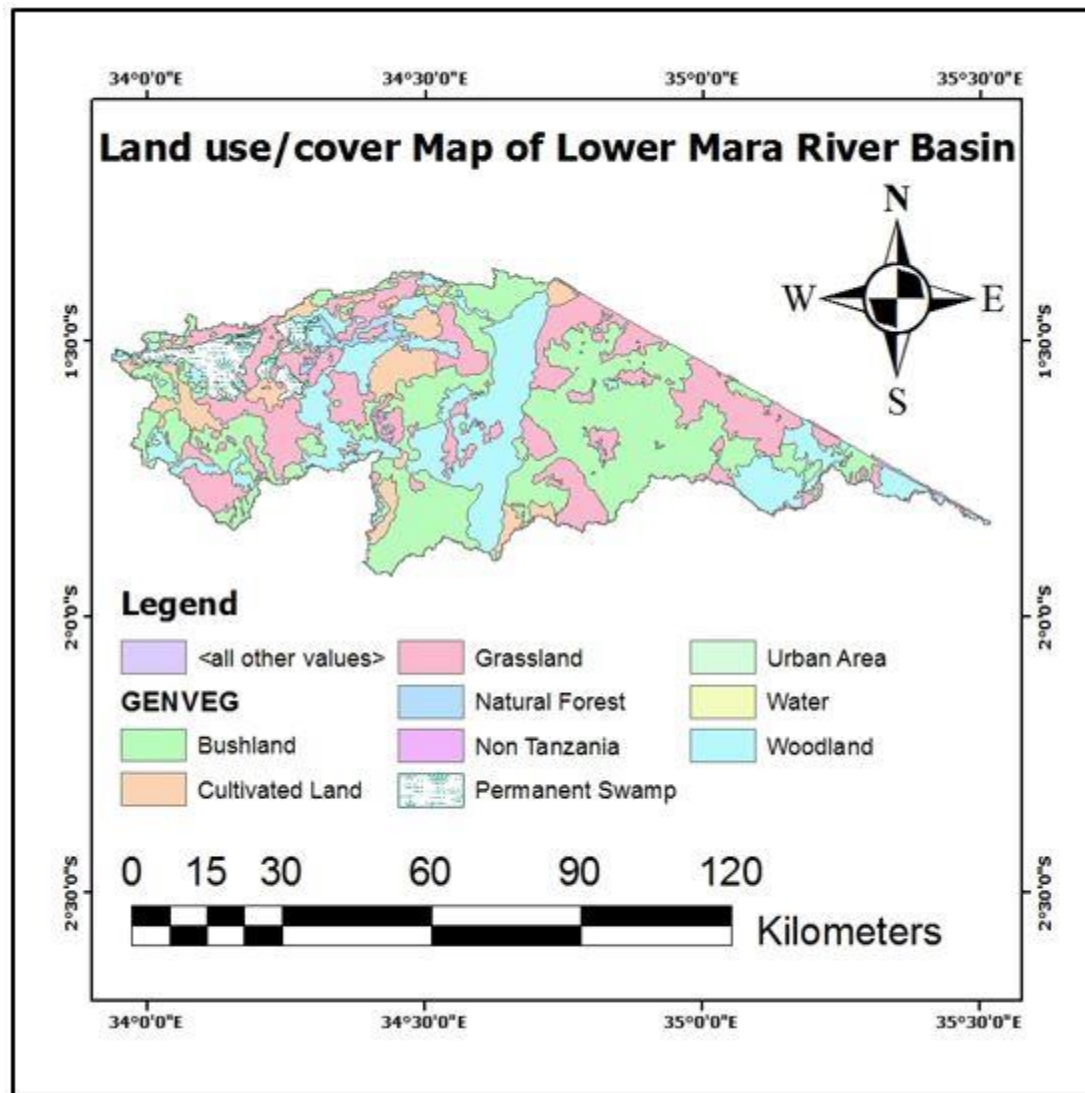 34°0'0"E 34°30'0"E 35°0'0"E 35°30'0"E
Land use/cover Map of Lower Mara River Basin
N
W E
S
1°30'0"S 1°30'0"S
2°0'0"S 2°0'0"S
Legend
<all other values> Grassland Urban Area
GENVEG Natural Forest Water
Bushland Non Tanzania Woodland
Cultivated Land Permanent Swamp
0 15 30 60 90 120
Kilometers
2°30'0"S 2°30'0"S
34°0'0"E 34°30'0"E 35°0'0"E 35°30'0"E